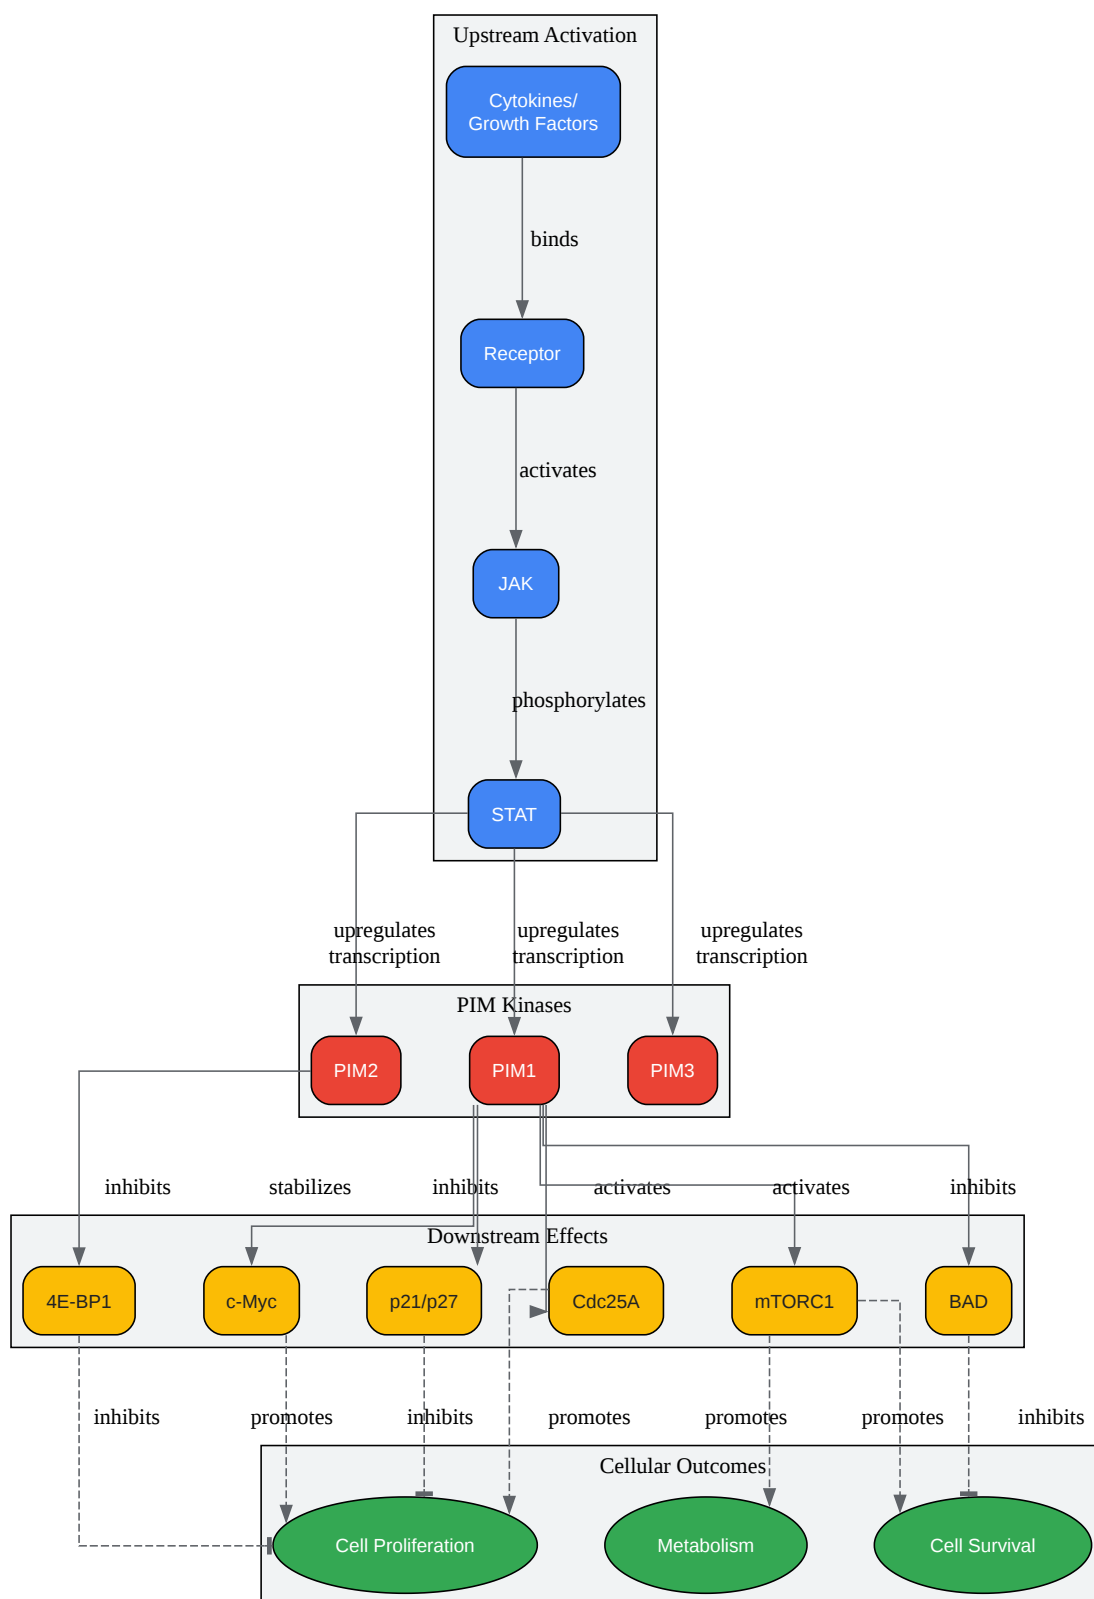 Upstream Activation
Cytokines/
Growth Factors
binds
Receptor
activates
JAK
phosphorylates
STAT
upregulates
transcription
upregulates
transcription
upregulates
transcription
PIM Kinases
PIM2
PIM1
PIM3
inhibits
stabilizes
inhibits
activates
activates
inhibits
Downstream Effects
4E-BP1
c-Myc
p21/p27
Cdc25A
mTORC1
BAD
inhibits
promotes
inhibits
promotes
promotes
promotes
inhibits
Cellular Outcomes
Cell Proliferation
Metabolism
Cell Survival